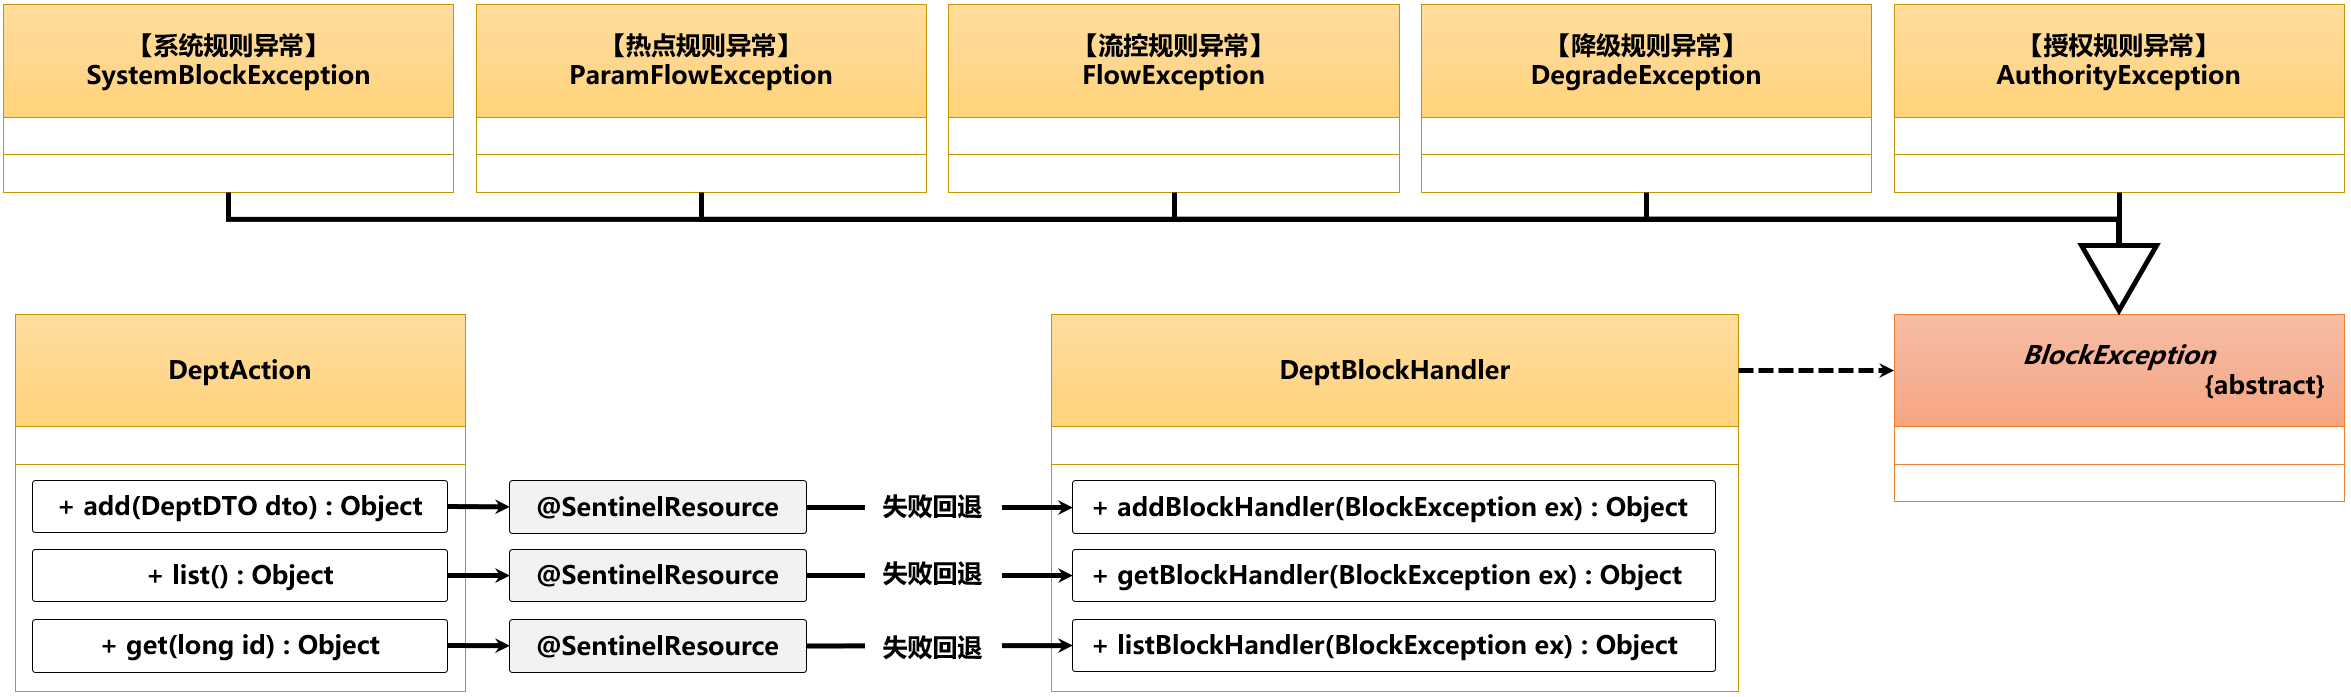 【系统规则异常】
SystemBlockException
【热点规则异常】
ParamFlowException
【流控规则异常】
FlowException
【降级规则异常】
DegradeException
【授权规则异常】
AuthorityException
DeptAction
DeptBlockHandler
BlockException
{abstract}
+ add(DeptDTO dto) : Object
@SentinelResource
失败回退
+ addBlockHandler(BlockException ex) : Object
+ list() : Object
@SentinelResource
失败回退
+ getBlockHandler(BlockException ex) : Object
+ get(long id) : Object
@SentinelResource
失败回退
+ listBlockHandler(BlockException ex) : Object